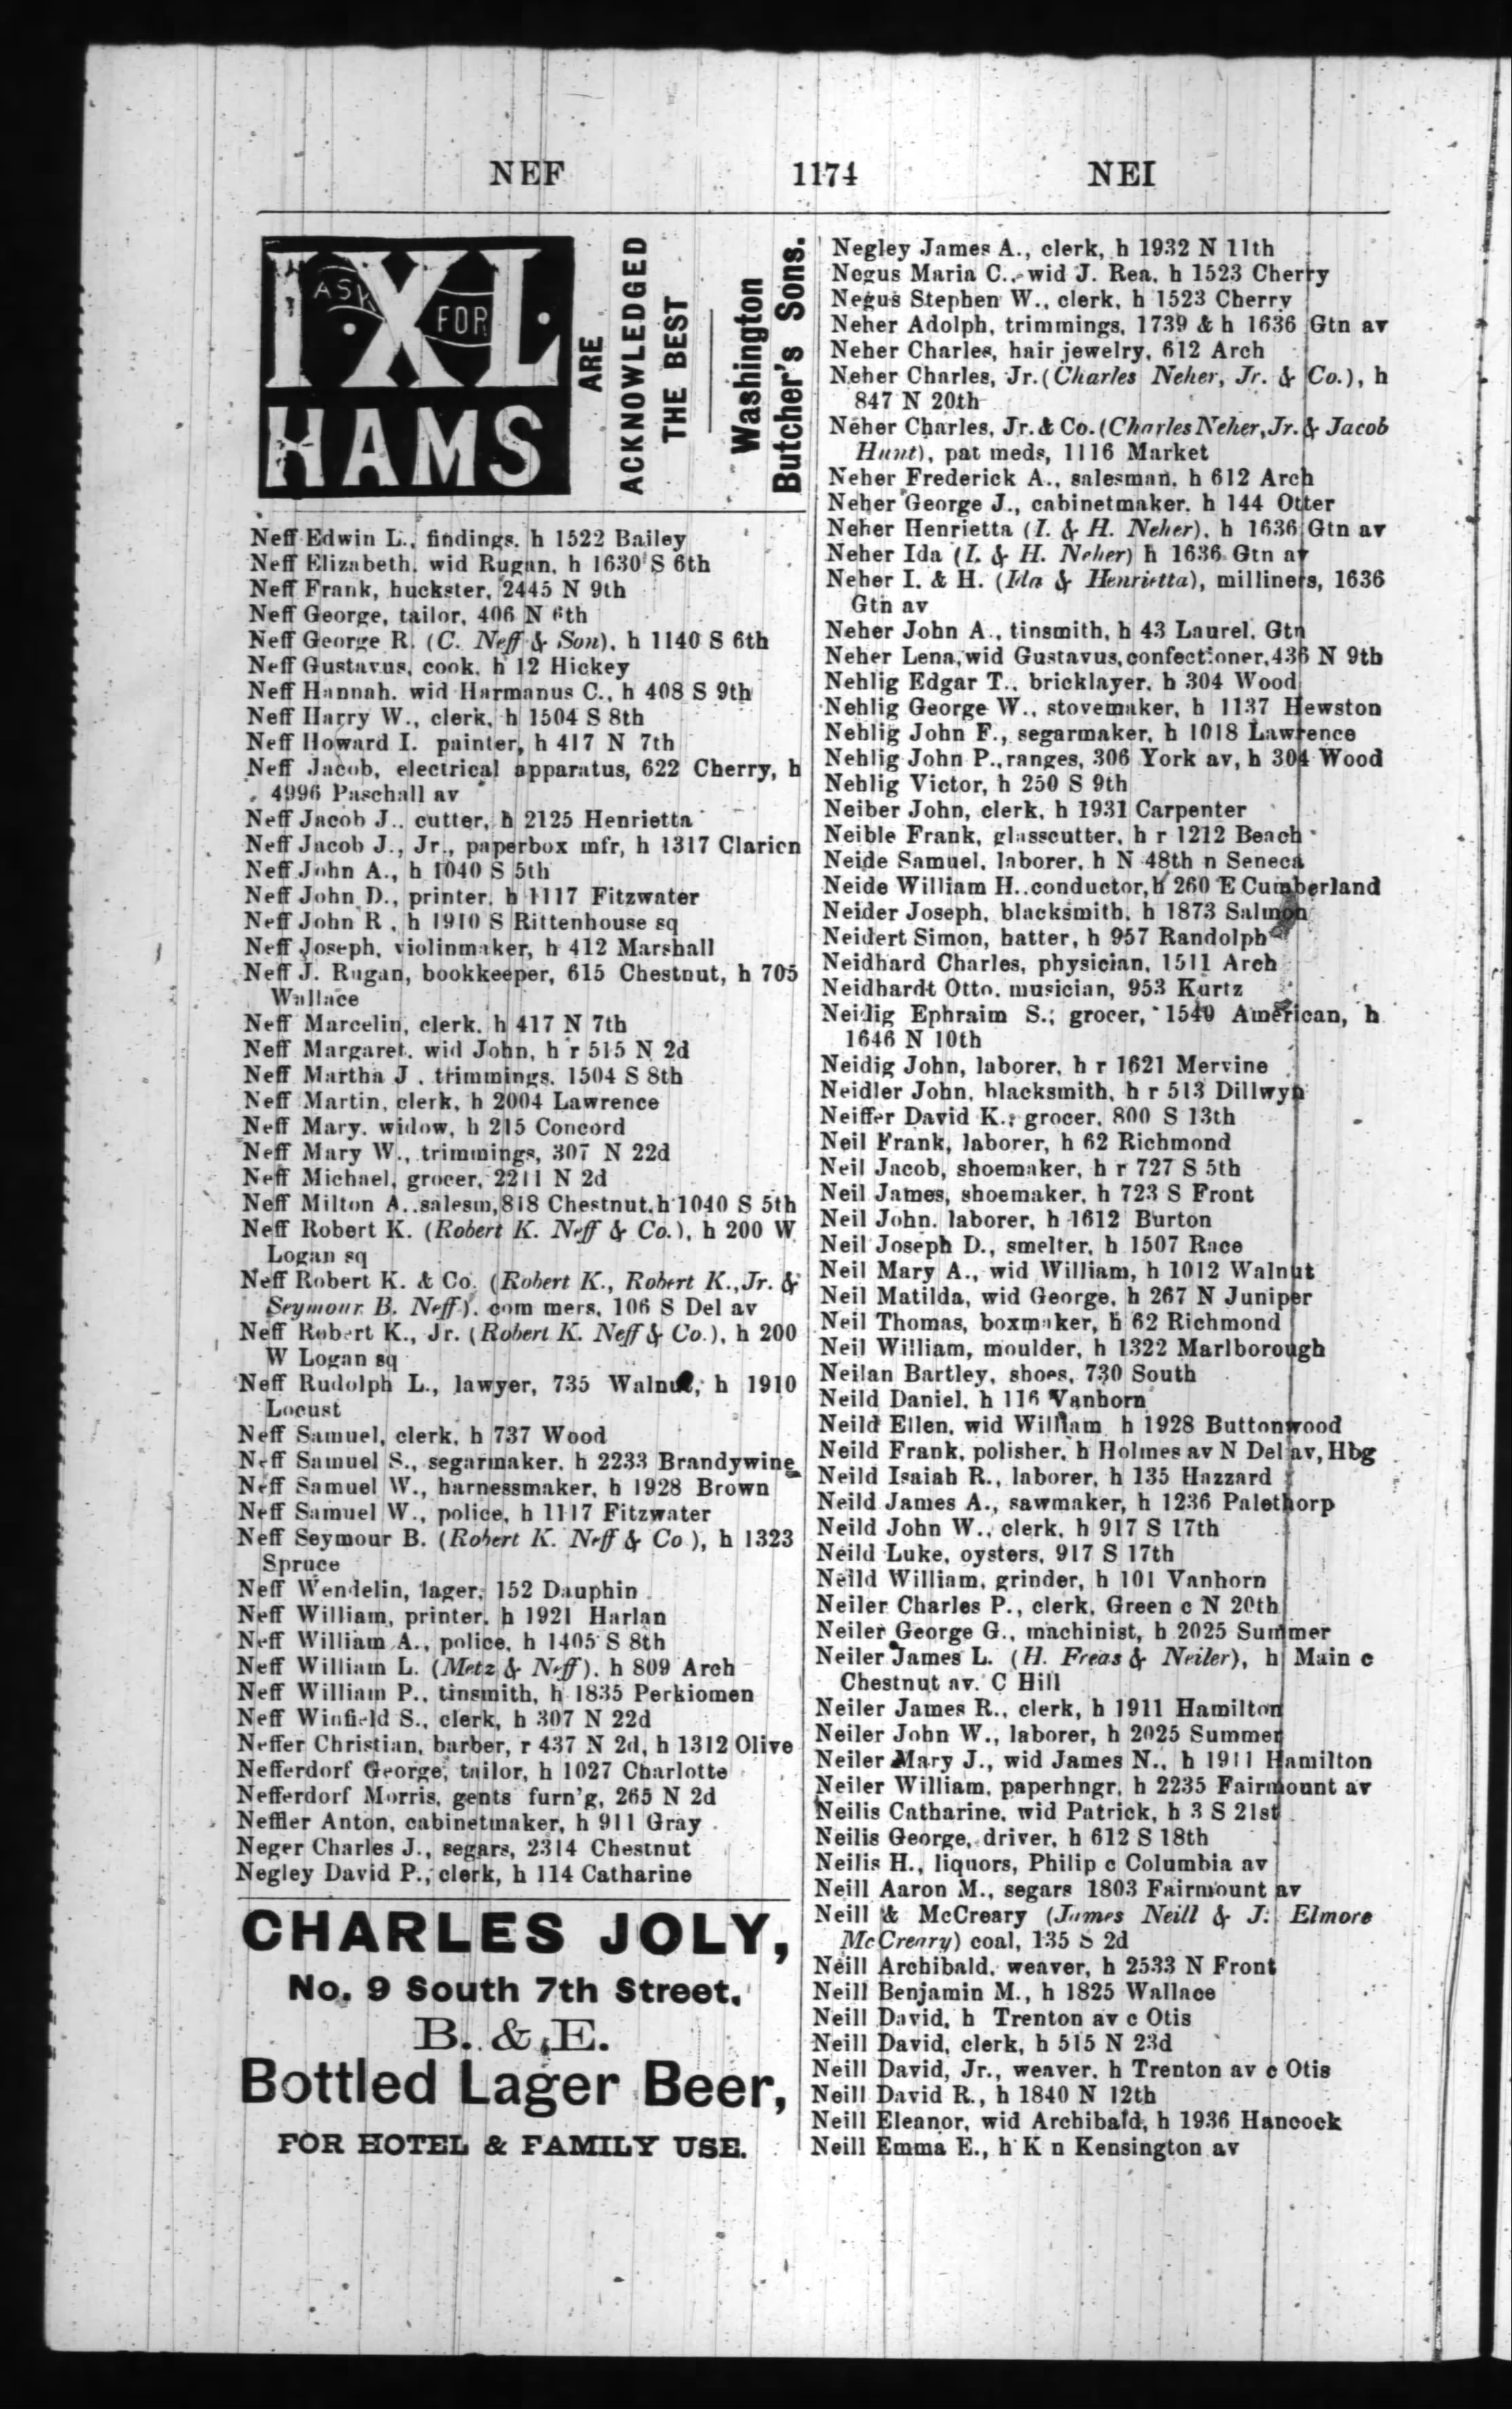 NEF 1174 NEI
IXL
ASK FOR
HAMS
ARE
ACKNOWLEDGED
THE BEST
Washington
Butcher's Sons.
Neff Edwin L., findings, h 1522 Bailey
Neff Elizabeth, wid Rugan, h 1630 S 6th
Neff Frank, huckster, 2445 N 9th
Neff George, tailor, 406 N 6th
Neff George R. (C. Neff & Son), h 1140 S 6th
Neff Gustavus, cook, h 12 Hickey
Neff Hannah, wid Harmanus C., h 408 S 9th
Neff Harry W., clerk, h 1504 S 8th
Neff Howard I. painter, h 417 N 7th
Neff Jacob, electrical apparatus, 622 Cherry, h
4996 Paschall av
Neff Jacob J., cutter, h 2125 Henrietta
Neff Jacob J., Jr., paperbox mfr, h 1317 Claricn
Neff John A., h 1040 S 5th
Neff John D., printer, h 1117 Fitzwater
Neff John R., h 1910 S Rittenhouse sq
Neff Joseph, violinmaker, h 412 Marshall
Neff J. Rugan, bookkeeper, 615 Chestnut, h 705
Wallace
Neff Marcelin, clerk, h 417 N 7th
Neff Margaret, wid John, h r 515 N 2d
Neff Martha J., trimmings, 1504 S 8th
Neff Martin, clerk, h 2004 Lawrence
Neff Mary, widow, h 215 Concord
Neff Mary W., trimmings, 307 N 22d
Neff Michael, grocer, 2211 N 2d
Neff Milton A., salesm, 818 Chestnut, h 1040 S 5th
Neff Robert K. (Robert K. Neff & Co.), h 200 W
Logan sq
Neff Robert K. & Co. (Robert K., Robert K., Jr. &
Seymour B. Neff), com mers, 106 S Del av
Neff Robert K., Jr. (Robert K. Neff & Co.), h 200
W Logan sq
Neff Rudolph L., lawyer, 735 Walnut, h 1910
Locust
Neff Samuel, clerk, h 737 Wood
Neff Samuel S., segarmaker, h 2233 Brandywine
Neff Samuel W., harnessmaker, h 1928 Brown
Neff Samuel W., police, h 1117 Fitzwater
Neff Seymour B. (Robert K. Neff & Co.), h 1323
Spruce
Neff Wendelin, lager, 152 Dauphin
Neff William, printer, h 1921 Harlan
Neff William A., police, h 1405 S 8th
Neff William L. (Metz & Neff), h 809 Arch
Neff William P., tinsmith, h 1835 Perkiomen
Neff Winfield S., clerk, h 307 N 22d
Neffer Christian, barber, r 437 N 2d, h 1312 Olive
Nefferdorf George, tailor, h 1027 Charlotte
Nefferdorf Morris, gents furn'g, 265 N 2d
Neffler Anton, cabinetmaker, h 911 Gray
Neger Charles J., segars, 2314 Chestnut
Negley David P., clerk, h 114 Catharine
CHARLES JOLY,
No. 9 South 7th Street.
B. & E.
Bottled Lager Beer,
FOR HOTEL & FAMILY USE.
Negley James A., clerk, h 1932 N 11th
Negus Maria C., wid J. Rea, h 1523 Cherry
Negus Stephen W., clerk, h 1523 Cherry
Neher Adolph, trimmings, 1739 & h 1636 Gtn av
Neher Charles, hair jewelry, 612 Arch
Neher Charles, Jr. (Charles Neher, Jr. & Co.), h
847 N 20th
Neher Charles, Jr. & Co. (Charles Neher, Jr. & Jacob
Hunt), pat meds, 1116 Market
Neher Frederick A., salesman, h 612 Arch
Neher George J., cabinetmaker, h 144 Otter
Neher Henrietta (I. & H. Neher), h 1636 Gtn av
Neher Ida (I. & H. Neher) h 1636 Gtn av
Neher I. & H. (Ida & Henrietta), milliners, 1636
Gtn av
Neher John A., tinsmith, h 43 Laurel, Gtn
Neher Lena, wid Gustavus, confectioner, 436 N 9th
Nehlig Edgar T., bricklayer, h 304 Wood
Nehlig George W., stovemaker, h 1137 Hewston
Nehlig John F., segarmaker, h 1018 Lawrence
Nehlig John P., ranges, 306 York av, h 304 Wood
Nehlig Victor, h 250 S 9th
Neiber John, clerk, h 1931 Carpenter
Neible Frank, glasscutter, h r 1212 Beach
Neide Samuel, laborer, h N 48th n Seneca
Neide William H., conductor, h 260 E Cumberland
Neider Joseph, blacksmith, h 1873 Salmon
Neidert Simon, hatter, h 957 Randolph
Neidhard Charles, physician, 1511 Arch
Neidhardt Otto, musician, 953 Kurtz
Neidig Ephraim S., grocer, 1540 American, h
1646 N 10th
Neidig John, laborer, h r 1621 Mervine
Neidler John, blacksmith, h r 513 Dillwyn
Neiffer David K., grocer, 800 S 13th
Neil Frank, laborer, h 62 Richmond
Neil Jacob, shoemaker, h r 727 S 5th
Neil James, shoemaker, h 723 S Front
Neil John, laborer, h 1612 Burton
Neil Joseph D., smelter, h 1507 Race
Neil Mary A., wid William, h 1012 Walnut
Neil Matilda, wid George, h 267 N Juniper
Neil Thomas, boxmaker, h 62 Richmond
Neil William, moulder, h 1322 Marlborough
Neilan Bartley, shoes, 730 South
Neild Daniel, h 116 Vanhorn
Neild Ellen, wid William h 1928 Buttonwood
Neild Frank, polisher, h Holmes av N Del av, Hbg
Neild Isaiah R., laborer, h 135 Hazzard
Neild James A., sawmaker, h 1236 Palethorp
Neild John W., clerk, h 917 S 17th
Neild Luke, oysters, 917 S 17th
Neild William, grinder, h 101 Vanhorn
Neiler Charles P., clerk, Green c N 20th
Neiler George G., machinist, h 2025 Summer
Neiler James L. (H. Freas & Neiler), h Main c
Chestnut av, C Hill
Neiler James R., clerk, h 1911 Hamilton
Neiler John W., laborer, h 2025 Summer
Neiler Mary J., wid James N., h 1911 Hamilton
Neiler William, paperhngr, h 2235 Fairmount av
Neilis Catharine, wid Patrick, h 3 S 21st
Neilis George, driver, h 612 S 18th
Neilis H., liquors, Philip c Columbia av
Neill Aaron M., segars 1803 Fairmount av
Neill & McCreary (James Neill & J. Elmore
McCreary) coal, 135 S 2d
Neill Archibald, weaver, h 2533 N Front
Neill Benjamin M., h 1825 Wallace
Neill David, h Trenton av c Otis
Neill David, clerk, h 515 N 23d
Neill David, Jr., weaver, h Trenton av c Otis
Neill David R., h 1840 N 12th
Neill Eleanor, wid Archibald, h 1936 Hancock
Neill Emma E., h K n Kensington av